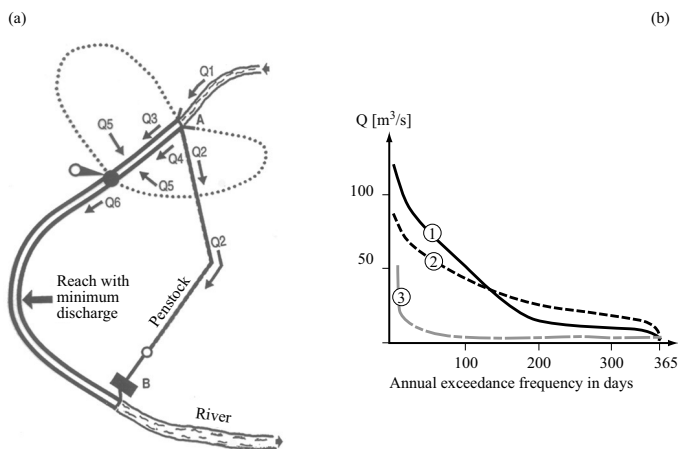 (a)
(b)
Q1
Q3
A
Q5
Q4
Q2
Q5
Q6
Q2
Reach with
minimum
discharge
Penstock
B
River
Q [m³/s]
100
50
1
2
3
100
200
300
365
Annual exceedance frequency in days